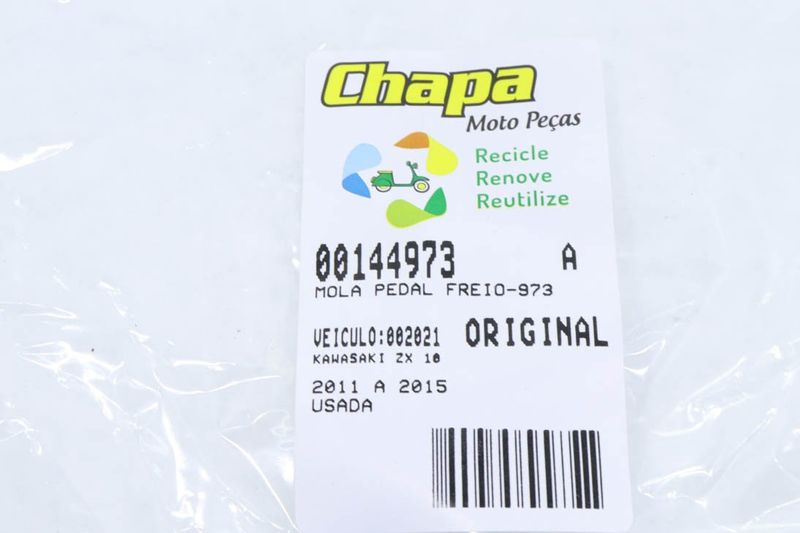 Chapa
Moto Peças
Recicle
Renove
Reutilize
00144973 A
MOLA PEDAL FREIO-973
VEICULO:002021 ORIGINAL
KAWASAKI ZX 10
2011 A 2015
USADA